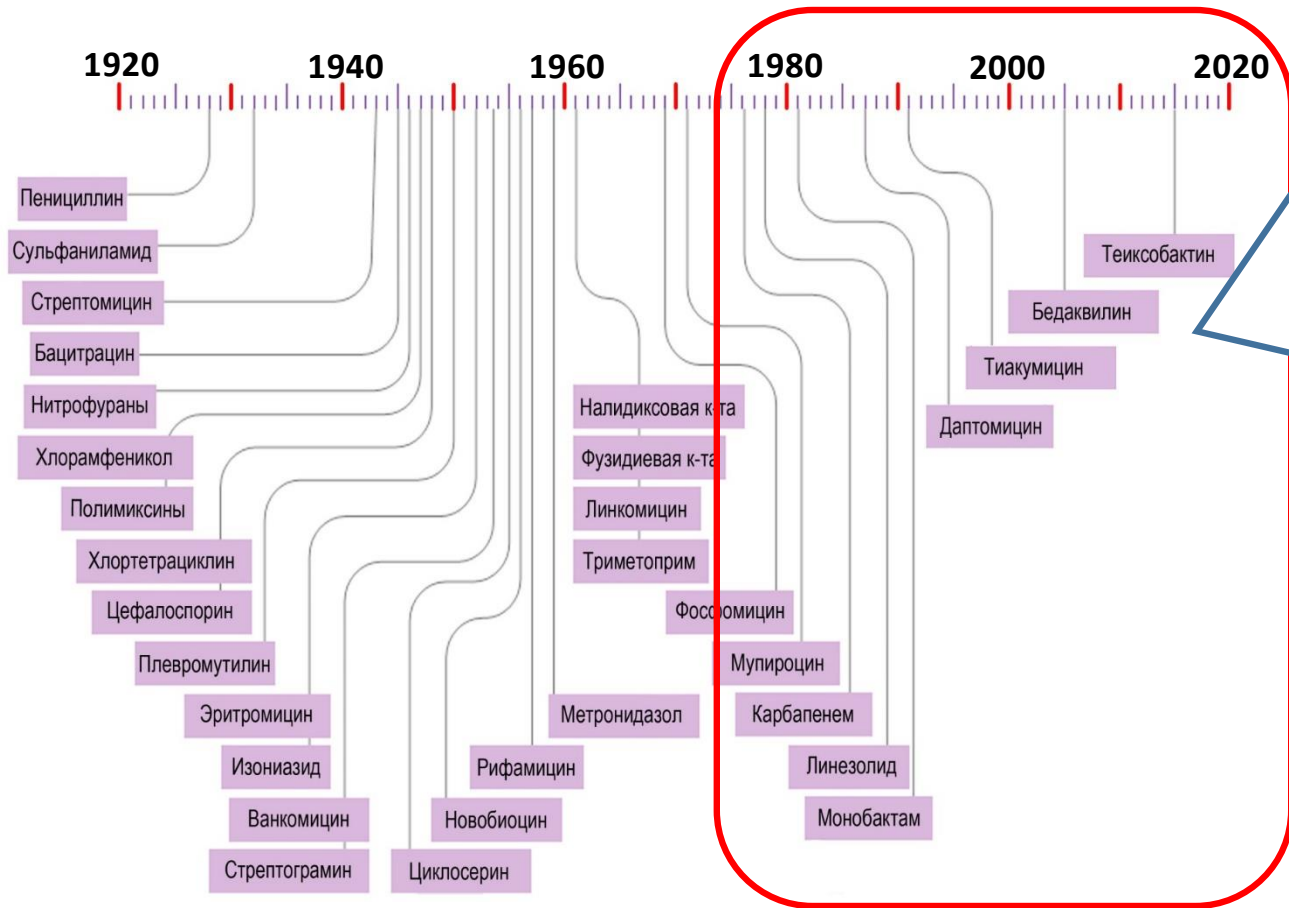 1920
1940
1960
1980
2000
2020
Пенициллин
Сульфаниламид
Стрептомицин
Бацитрацин
Нитрофураны
Хлорамфеникол
Полимиксины
Хлортетрациклин
Цефалоспорин
Плевромутилин
Эритромицин
Изониазид
Ванкомицин
Стрептограмин
Циклосерин
Новобиоцин
Рифамицин
Метронидазол
Налидиксовая к-та
Фузидиевая к-та
Линкомицин
Триметоприм
Фосфомицин
Мупироцин
Карбапенем
Линезолид
Монобактам
Даптомицин
Тиакумицин
Бедаквилин
Теиксобактин